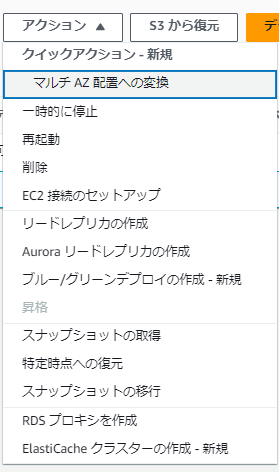 アクション ▲
S3 から復元
デ
クイックアクション - 新規
マルチ AZ 配置への変換
一時的に停止
再起動
削除
EC2 接続のセットアップ
リードレプリカの作成
Aurora リードレプリカの作成
ブルー/グリーンデプロイの作成 - 新規
昇格
スナップショットの取得
特定時点への復元
スナップショットの移行
RDS プロキシを作成
ElastiCache クラスターの作成 - 新規